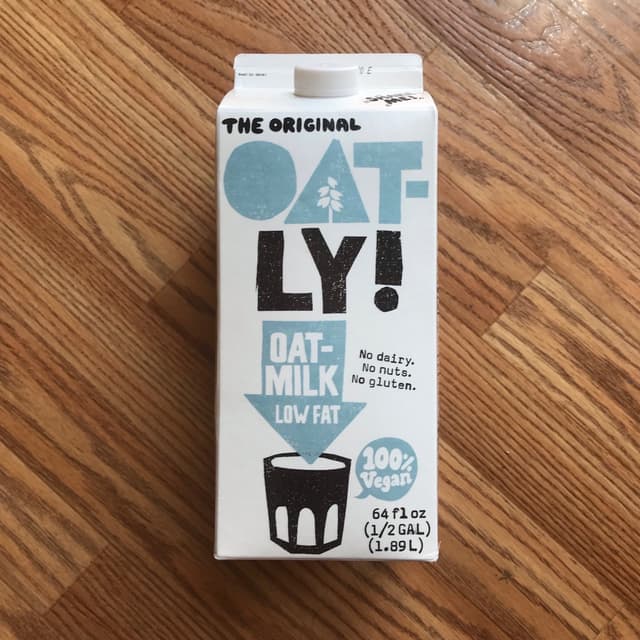 THE ORIGINAL
OAT-
LY!
OAT-
MILK
LOW FAT
No dairy.
No nuts.
No gluten.
100%
Vegan
64 fl oz
(1/2 GAL)
(1.89 L)